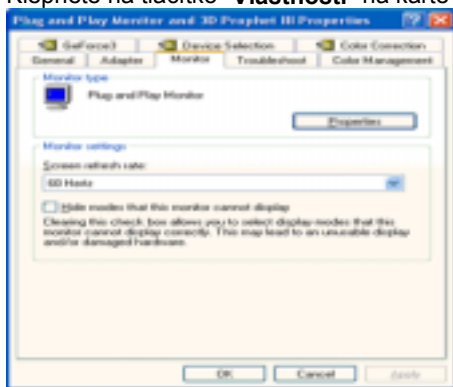 Klepněte na tlačítko "Vlastnosti" na kartě
Plug and Play Monitor and 3D Prophet III Properties
GeForce3 Device Selection Color Correction
General Adapter Monitor Troubleshoot Color Management
Monitor type
Plug and Play Monitor
Properties
Monitor settings
Screen refresh rate:
60 Hertz
Hide modes that this monitor cannot display
Clearing this check box allows you to select display modes that this
monitor cannot display correctly. This may lead to an unusable display
and/or damaged hardware.
OK Cancel Apply